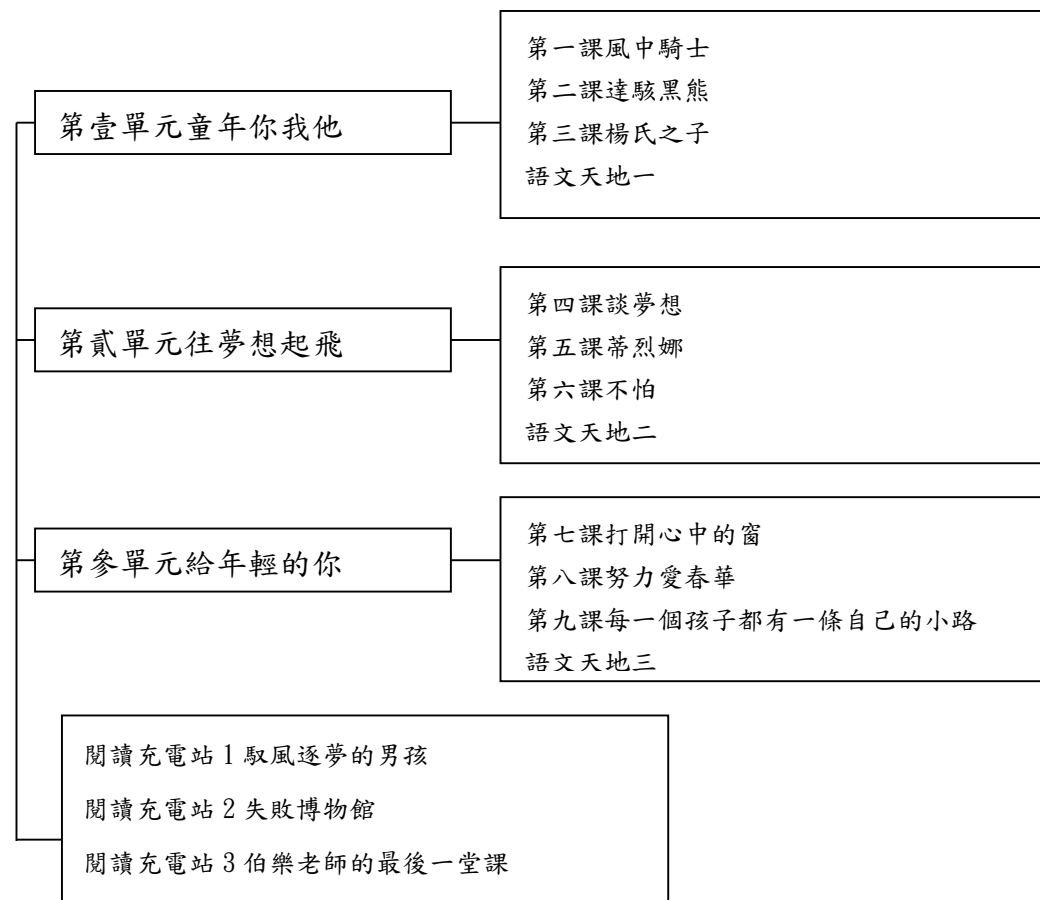 第壹單元童年你我他
第一課風中騎士
第二課達駭黑熊
第三課楊氏之子
語文天地一
第貳單元往夢想起飛
第四課談夢想
第五課蒂烈娜
第六課不怕
語文天地二
第參單元給年輕的你
第七課打開心中的窗
第八課努力愛春華
第九課每一個孩子都有一條自己的小路
語文天地三
閱讀充電站 1 馭風逐夢的男孩
閱讀充電站 2 失敗博物館
閱讀充電站 3 伯樂老師的最後一堂課